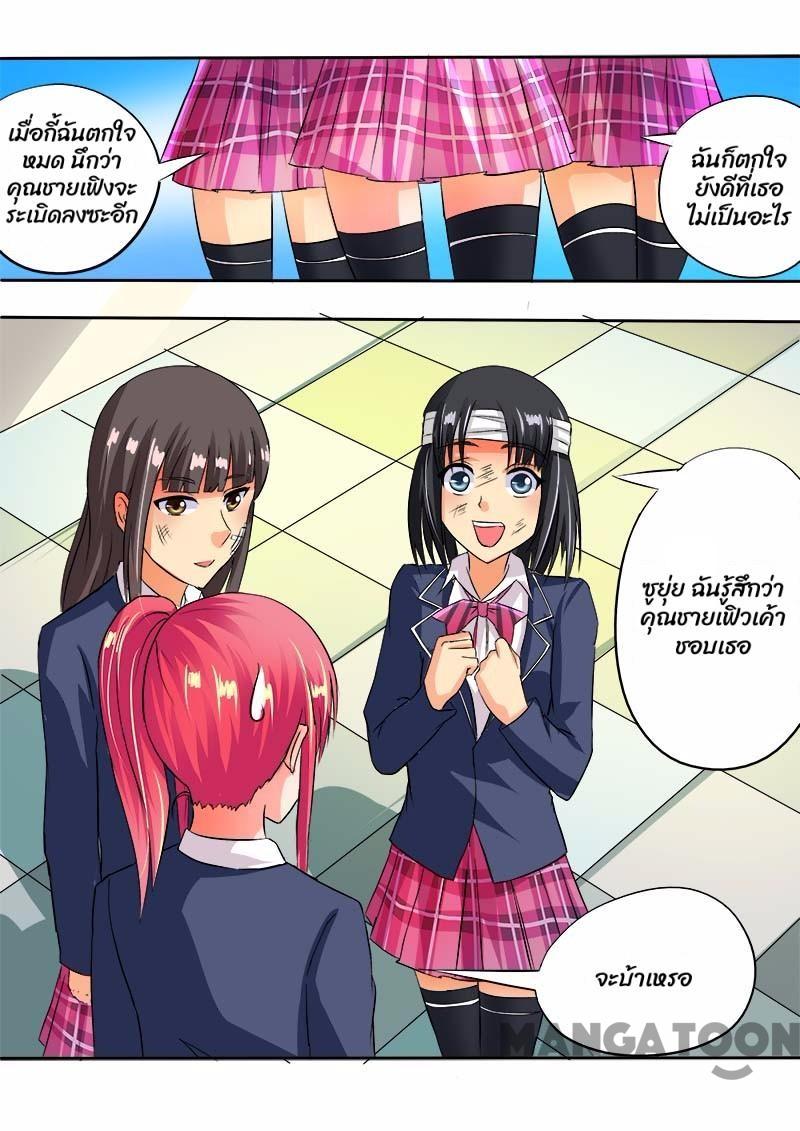 เมื่อกี้ฉันตกใจ
หมด นึกว่า
คุณชายเฟิงจะ
ระเบิดลงซะอีก
ฉันก็ตกใจ
ยังดีที่เธอ
ไม่เป็นอะไร
ซูยุ่ย ฉันรู้สึกว่า
คุณชายเฟิวเค้า
ชอบเธอ
จะบ้าเหรอ
MANGATOON